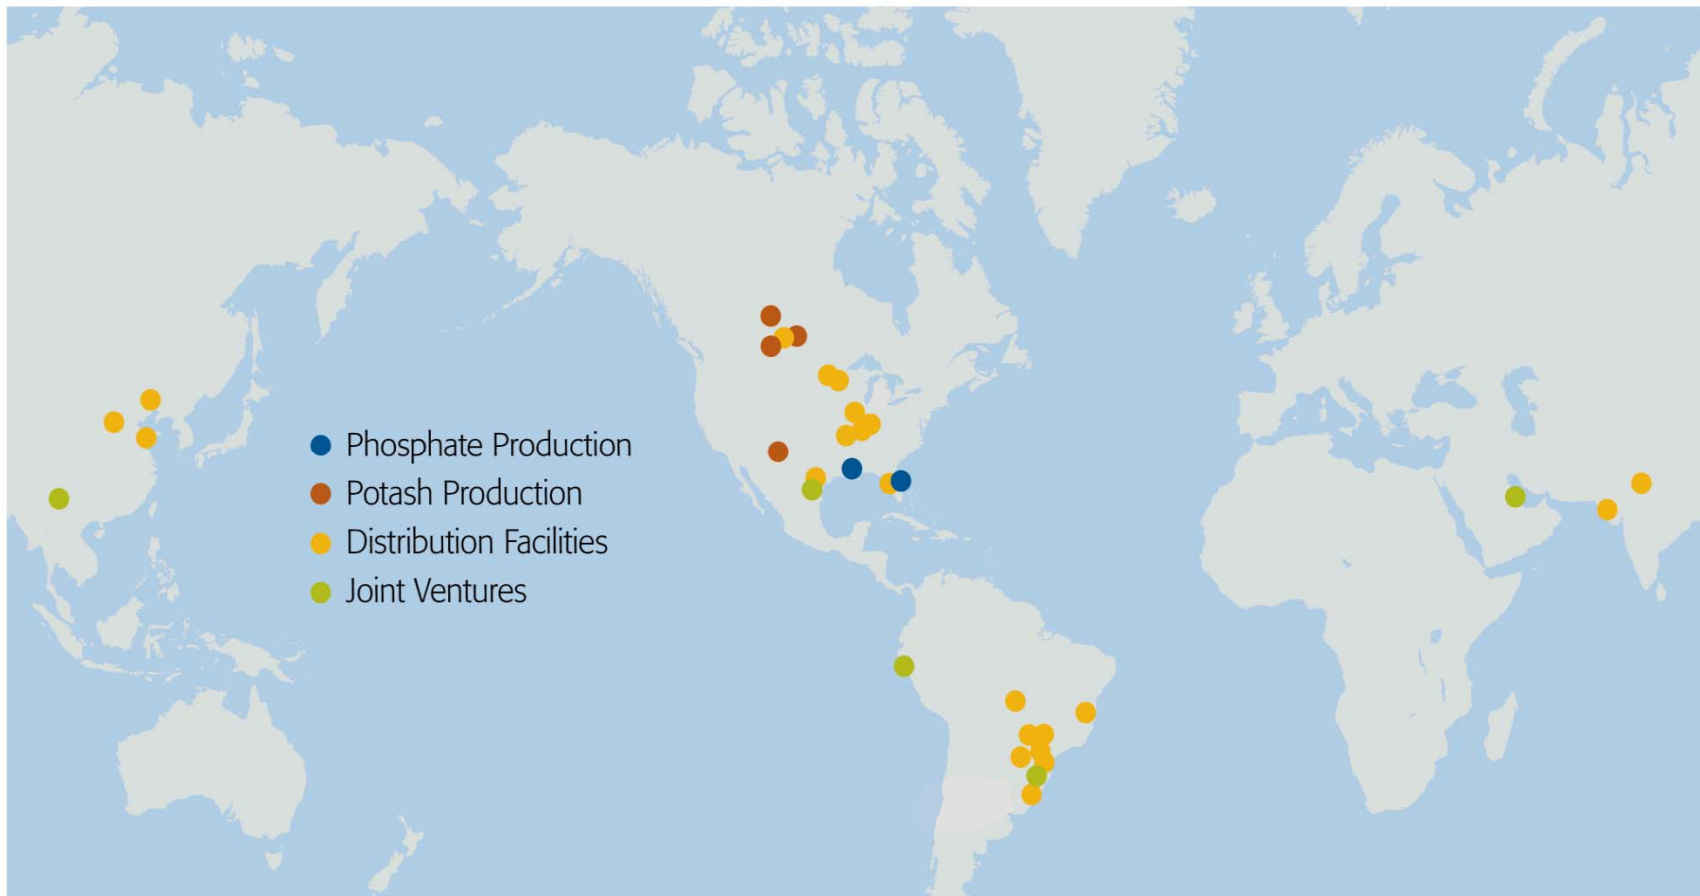 Phosphate Production
Potash Production
Distribution Facilities
Joint Ventures